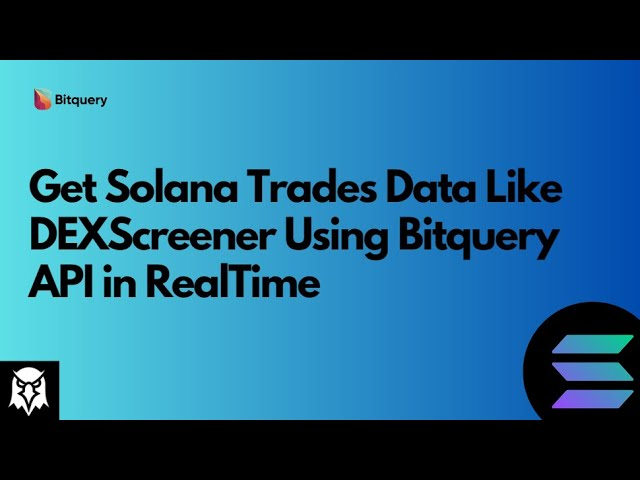 Bitquery
Get Solana Trades Data Like
DEXScreener Using Bitquery
API in RealTime